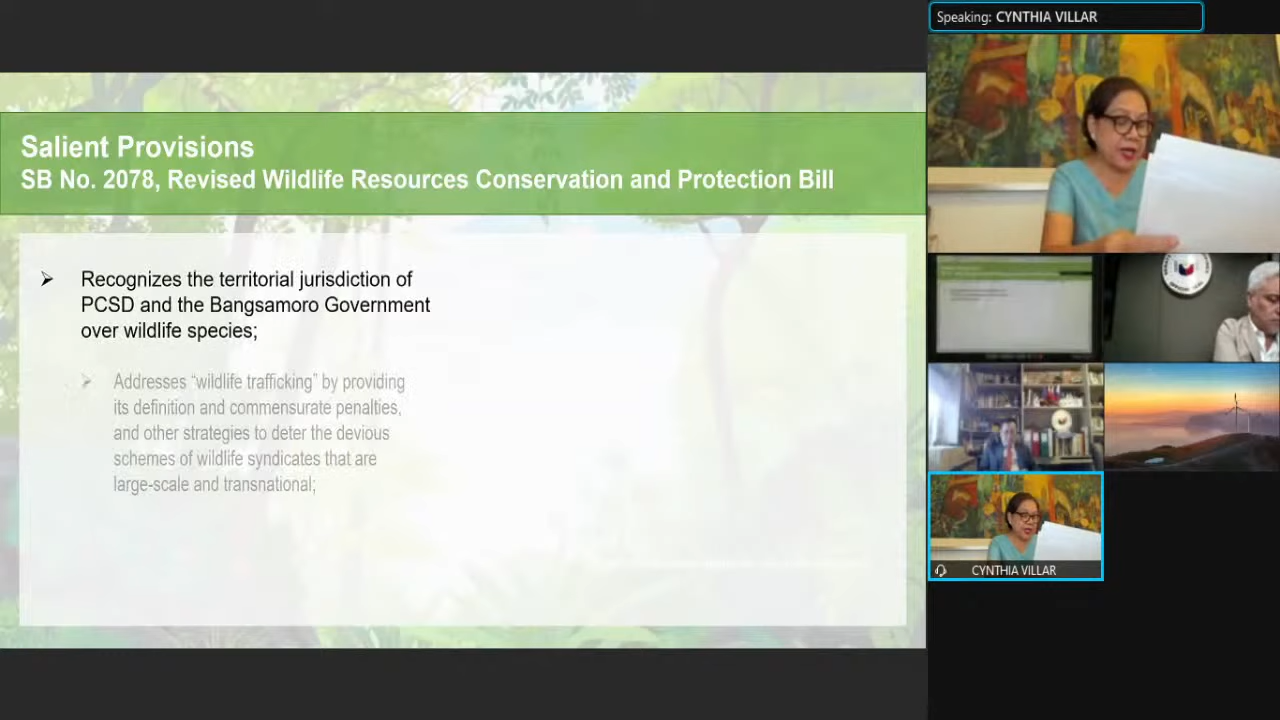 Speaking: CYNTHIA VILLAR
Salient Provisions
SB No. 2078, Revised Wildlife Resources Conservation and Protection Bill
➢ Recognizes the territorial jurisdiction of
PCSD and the Bangsamoro Government
over wildlife species;
➢ Addresses “wildlife trafficking” by providing
its definition and commensurate penalties,
and other strategies to deter the devious
schemes of wildlife syndicates that are
large-scale and transnational;
CYNTHIA VILLAR